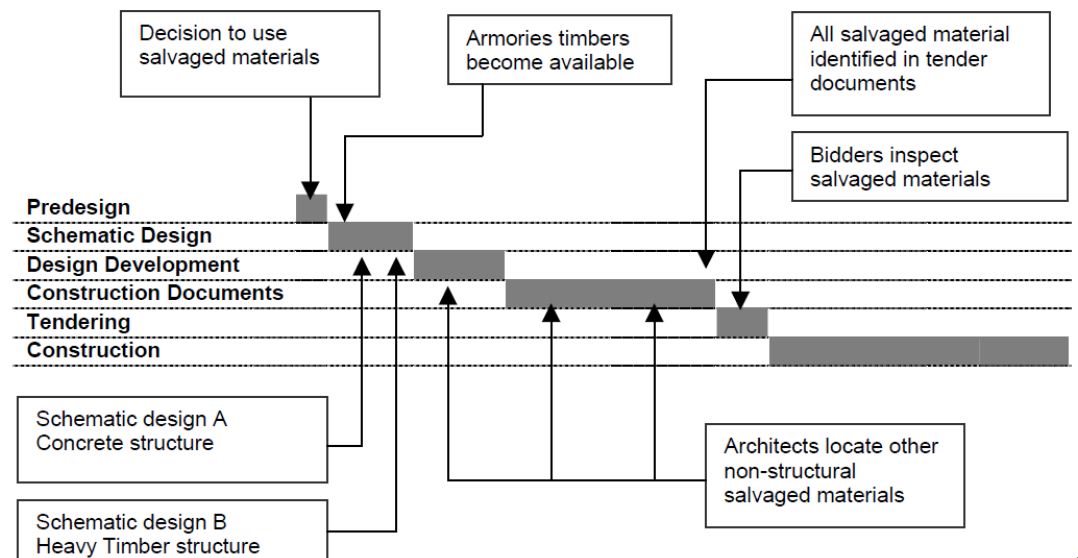 Decision to use
salvaged materials
Armories timbers
become available
All salvaged material
identified in tender
documents
Bidders inspect
salvaged materials
Predesign
Schematic Design
Design Development
Construction Documents
Tendering
Construction
Schematic design A
Concrete structure
Schematic design B
Heavy Timber structure
Architects locate other
non-structural
salvaged materials